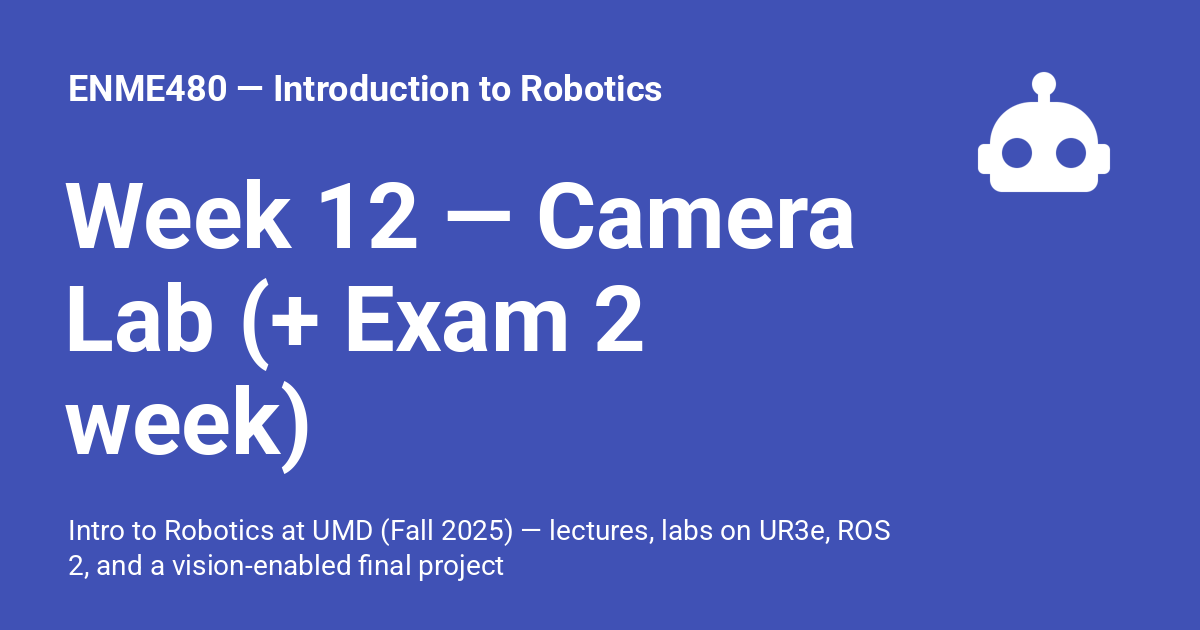 ENME480 — Introduction to Robotics
Week 12 — Camera
Lab (+ Exam 2
week)
Intro to Robotics at UMD (Fall 2025) — lectures, labs on UR3e, ROS
2, and a vision-enabled final project